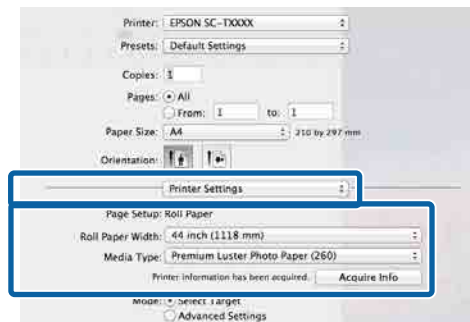 Printer: EPSON SC-TXXXX
Presets: Default Settings
Copies: 1
Pages: All
From: 1 to: 1
Paper Size: A4 210 by 297 mm
Orientation:
Printer Settings
Page Setup: Roll Paper
Roll Paper Width: 44 inch (1118 mm)
Media Type: Premium Luster Photo Paper (260)
Printer information has been acquired. Acquire Info
Mode: Select Target
Advanced Settings